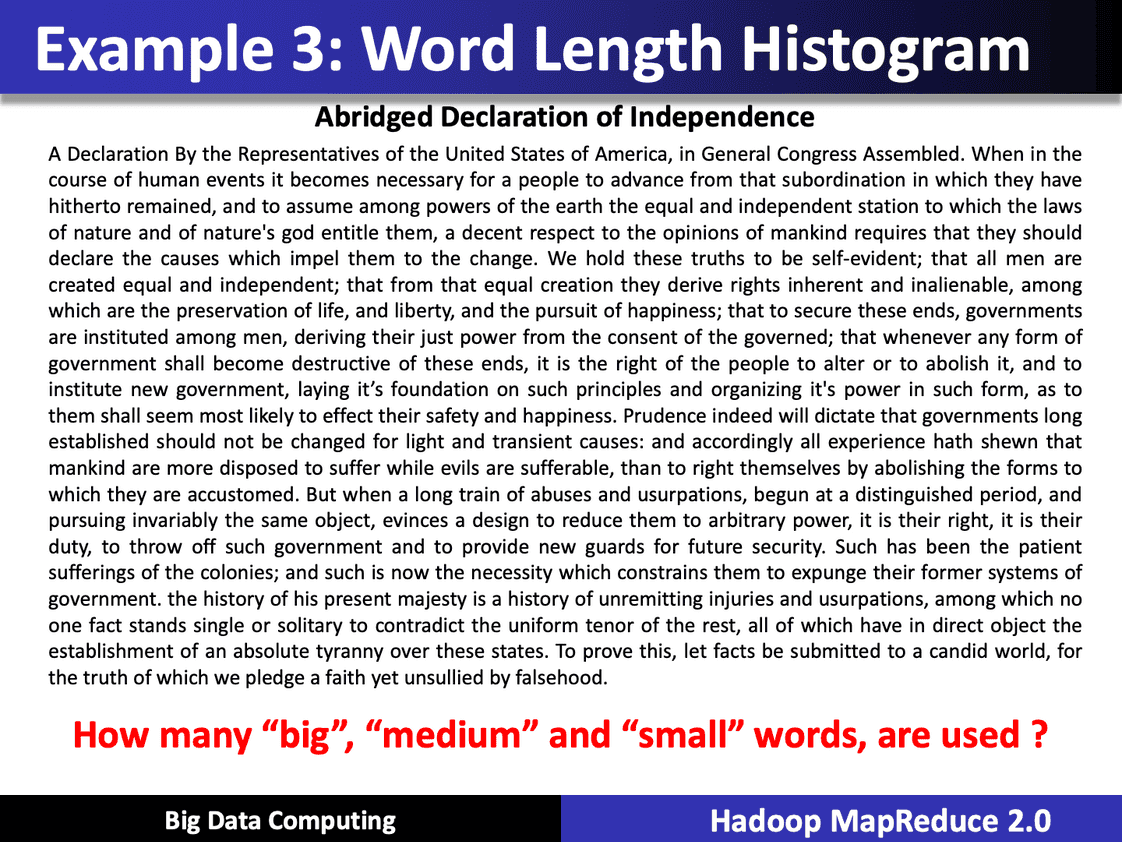 Example 3: Word Length Histogram
Abridged Declaration of Independence
A Declaration By the Representatives of the United States of America, in General Congress Assembled. When in the
course of human events it becomes necessary for a people to advance from that subordination in which they have
hitherto remained, and to assume among powers of the earth the equal and independent station to which the laws
of nature and of nature's god entitle them, a decent respect to the opinions of mankind requires that they should
declare the causes which impel them to the change. We hold these truths to be self-evident; that all men are
created equal and independent; that from that equal creation they derive rights inherent and inalienable, among
which are the preservation of life, and liberty, and the pursuit of happiness; that to secure these ends, governments
are instituted among men, deriving their just power from the consent of the governed; that whenever any form of
government shall become destructive of these ends, it is the right of the people to alter or to abolish it, and to
institute new government, laying it’s foundation on such principles and organizing it's power in such form, as to
them shall seem most likely to effect their safety and happiness. Prudence indeed will dictate that governments long
established should not be changed for light and transient causes: and accordingly all experience hath shewn that
mankind are more disposed to suffer while evils are sufferable, than to right themselves by abolishing the forms to
which they are accustomed. But when a long train of abuses and usurpations, begun at a distinguished period, and
pursuing invariably the same object, evinces a design to reduce them to arbitrary power, it is their right, it is their
duty, to throw off such government and to provide new guards for future security. Such has been the patient
sufferings of the colonies; and such is now the necessity which constrains them to expunge their former systems of
government. the history of his present majesty is a history of unremitting injuries and usurpations, among which no
one fact stands single or solitary to contradict the uniform tenor of the rest, all of which have in direct object the
establishment of an absolute tyranny over these states. To prove this, let facts be submitted to a candid world, for
the truth of which we pledge a faith yet unsullied by falsehood.
How many “big”, “medium” and “small” words, are used ?
Big Data Computing
Hadoop MapReduce 2.0